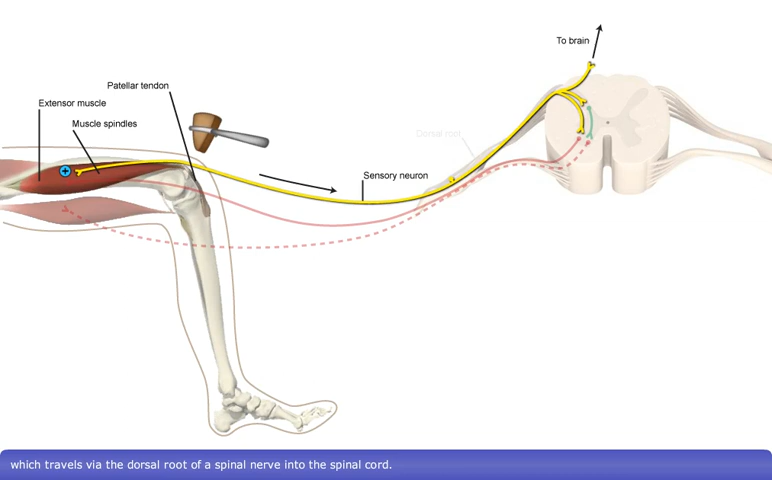 To brain
Patellar tendon
Extensor muscle
Muscle spindles
Dorsal root
Sensory neuron
which travels via the dorsal root of a spinal nerve into the spinal cord.